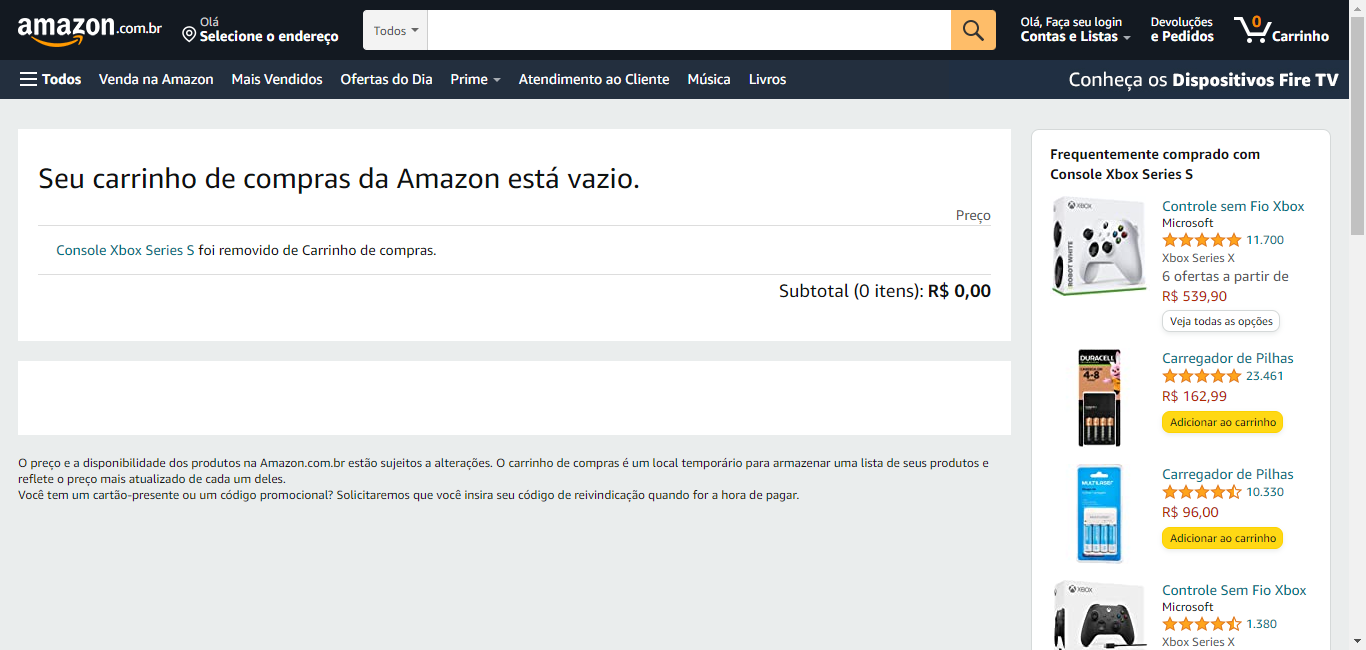 amazon.com.br
Olá
Selecione o endereço
Todos
Olá, Faça seu login
Contas e Listas
Devoluções
e Pedidos
0
Carrinho
Todos
Venda na Amazon
Mais Vendidos
Ofertas do Dia
Prime
Atendimento ao Cliente
Música
Livros
Conheça os Dispositivos Fire TV
Seu carrinho de compras da Amazon está vazio.
Preço
Console Xbox Series S foi removido de Carrinho de compras.
Subtotal (0 itens): R$ 0,00
O preço e a disponibilidade dos produtos na Amazon.com.br estão sujeitos a alterações. O carrinho de compras é um local temporário para armazenar uma lista de seus produtos e
reflete o preço mais atualizado de cada um deles.
Você tem um cartão-presente ou um código promocional? Solicitaremos que você insira seu código de reivindicação quando for a hora de pagar.
Frequentemente comprado com
Console Xbox Series S
XBOX
ROBOT WHITE
Controle sem Fio Xbox
Microsoft
11.700
Xbox Series X
6 ofertas a partir de
R$ 539,90
Veja todas as opções
DURACELL
4-8
Carregador de Pilhas
23.461
R$ 162,99
Adicionar ao carrinho
MULTILASER
Carregador de Pilhas
10.330
R$ 96,00
Adicionar ao carrinho
XBOX
Controle Sem Fio Xbox
Microsoft
1.380
Xbox Series X